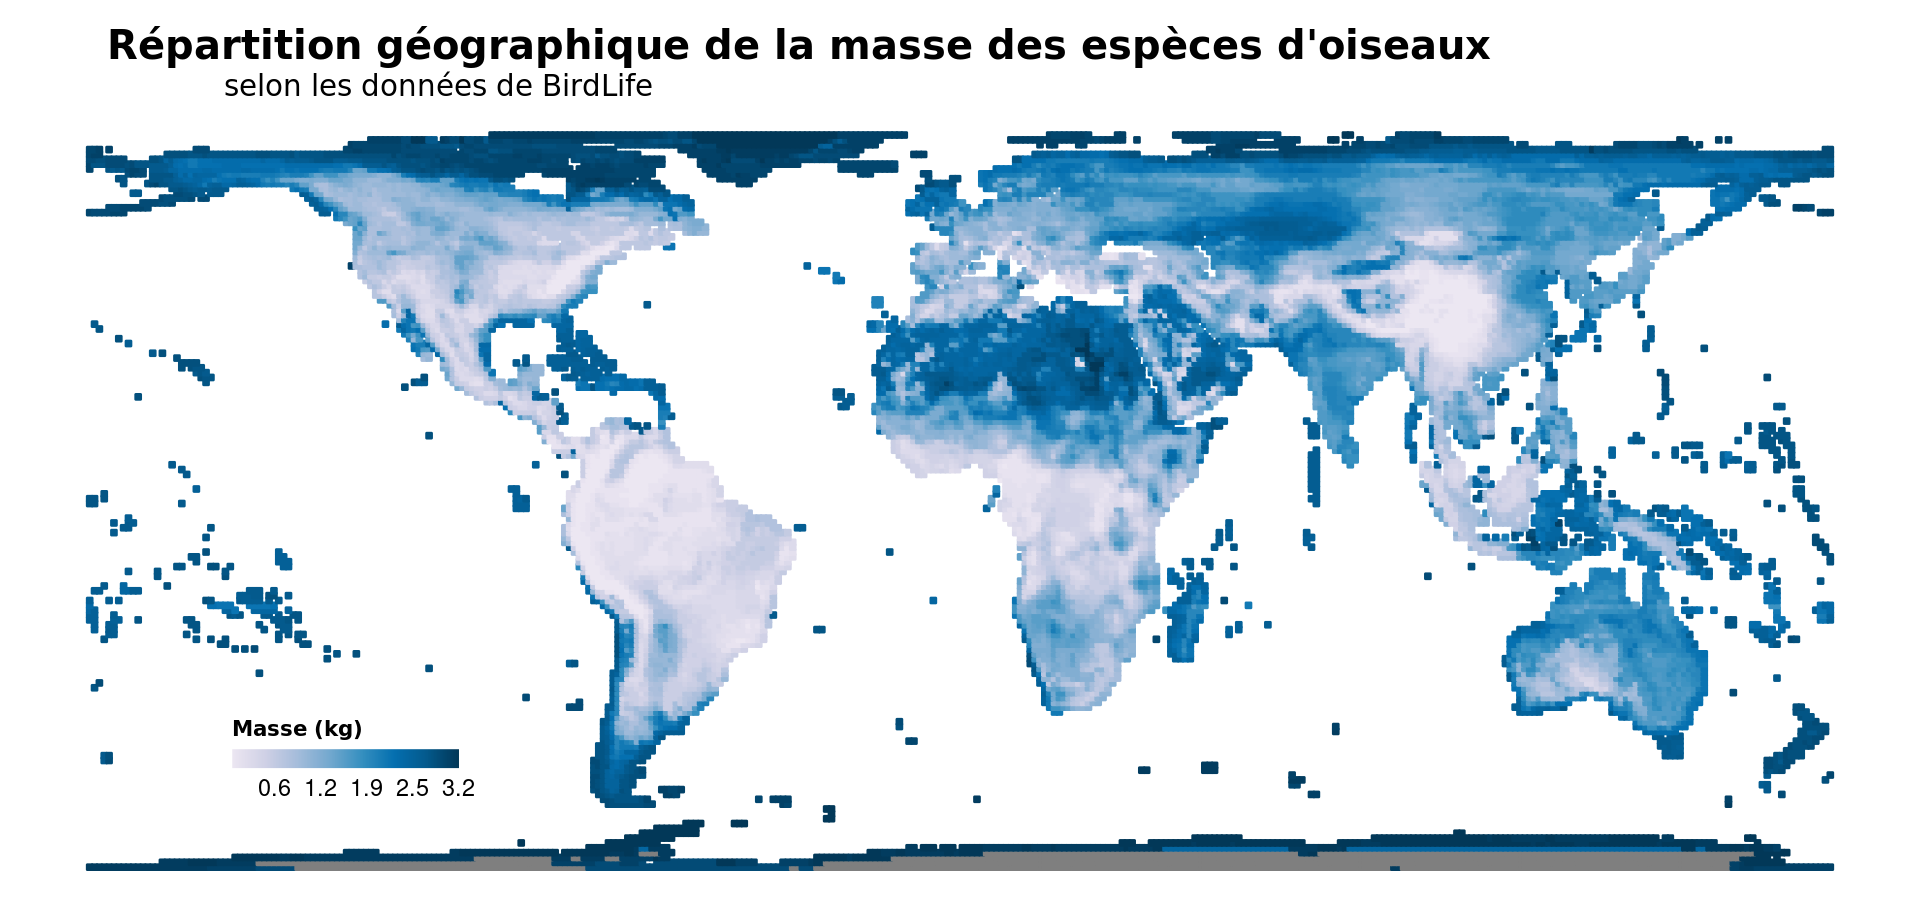 Répartition géographique de la masse des espèces d'oiseaux
selon les données de BirdLife
Masse (kg)
0.6 1.2 1.9 2.5 3.2